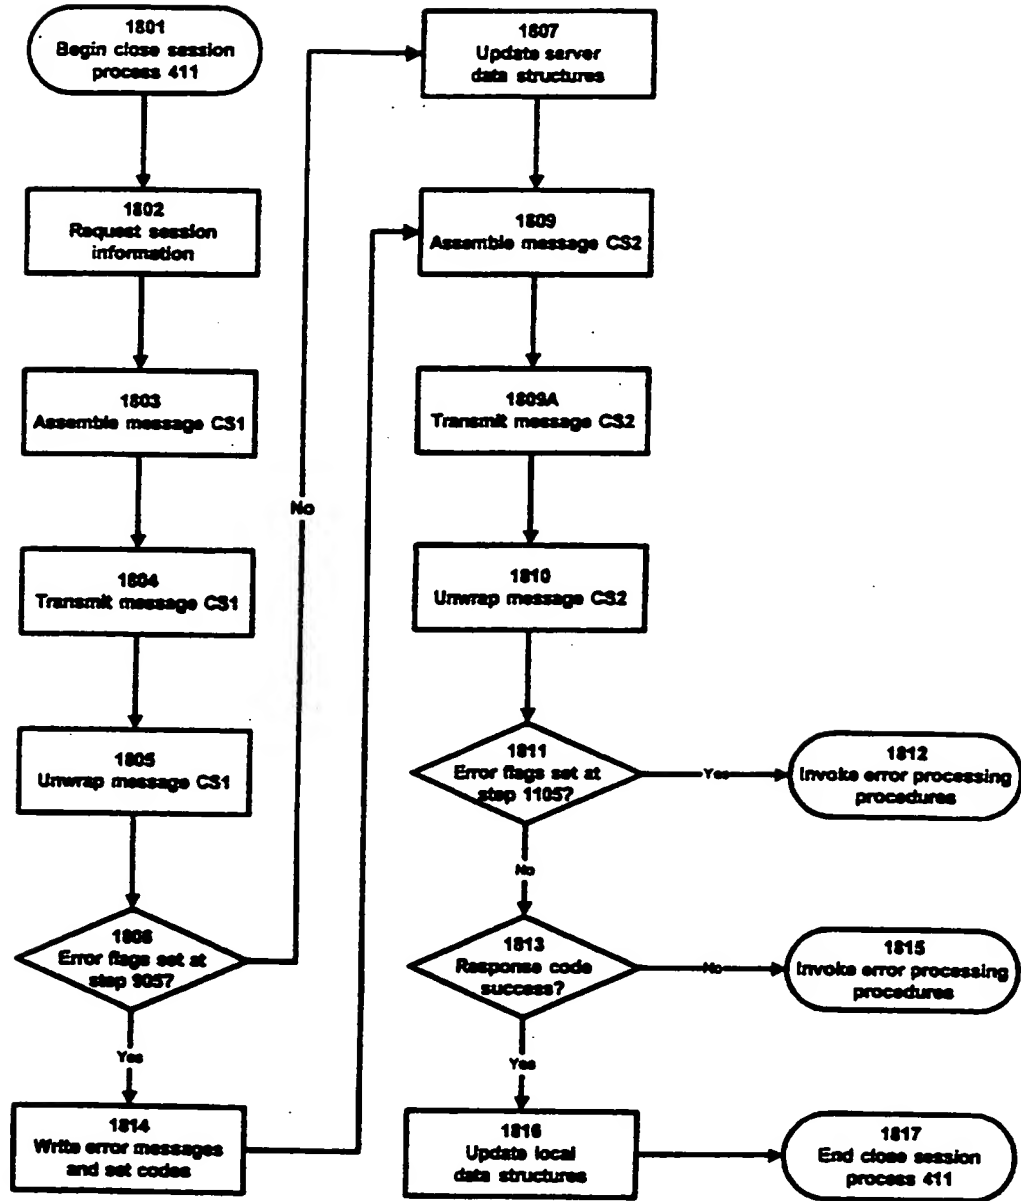 1801
Begin close session
process 411
1802
Request session
information
1803
Assemble message CS1
1804
Transmit message CS1
1805
Unwrap message CS1
1806
Error flags set at
step 905?
Yes
1814
Write error messages
and set codes
No
1807
Update server
data structures
1809
Assemble message CS2
1809A
Transmit message CS2
1810
Unwrap message CS2
1811
Error flags set at
step 1105?
Yes
1812
Invoke error processing
procedures
No
1813
Response code
success?
No
1815
Invoke error processing
procedures
Yes
1816
Update local
data structures
1817
End close session
process 411